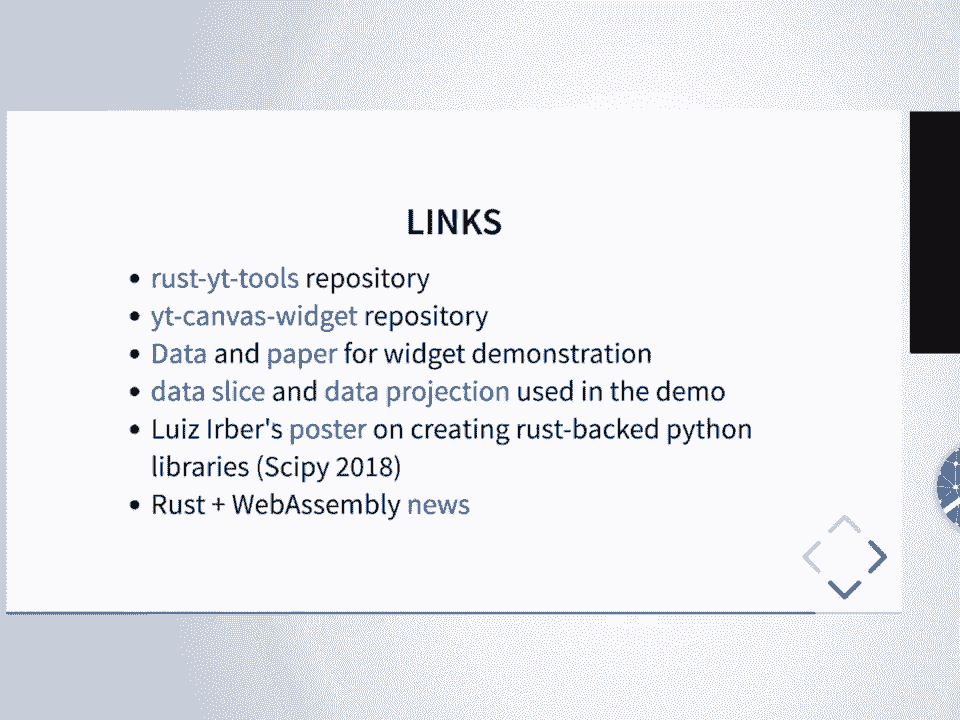 LINKS
• rust-yt-tools repository
• yt-canvas-widget repository
• Data and paper for widget demonstration
• data slice and data projection used in the demo
• Luiz Irber's poster on creating rust-backed python
libraries (Scipy 2018)
• Rust + WebAssembly news